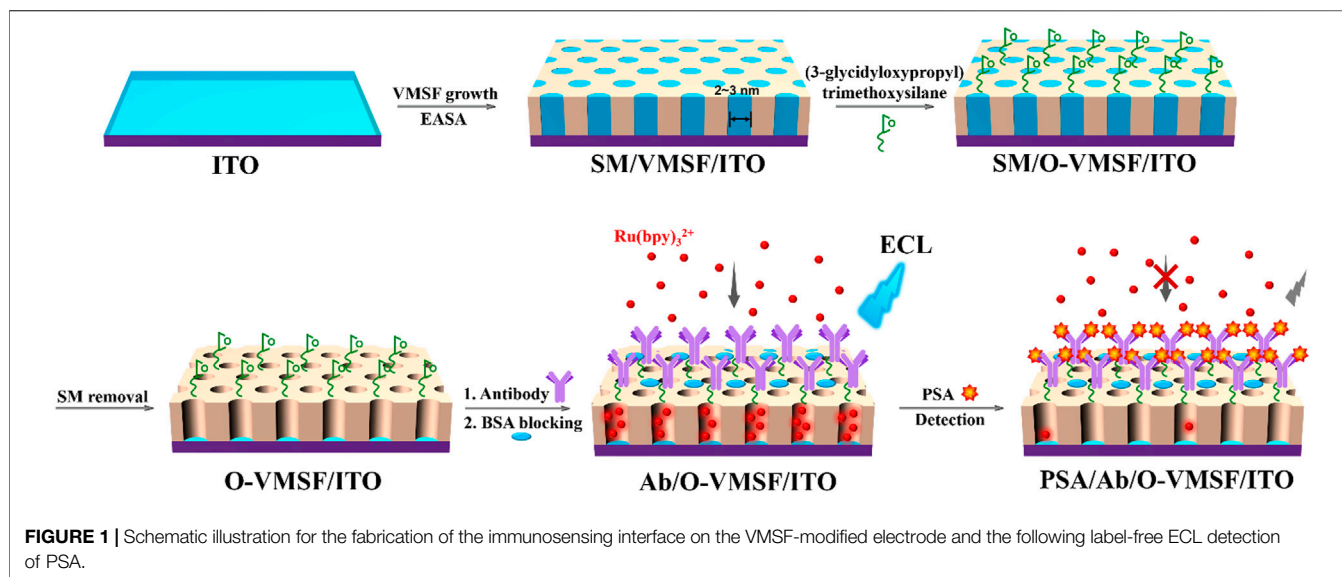 VMSF growth
EASA
ITO
2~3 nm
SM/VMSF/ITO
(3-glycidyloxypropyl)
trimethoxysilane
SM/O-VMSF/ITO
SM removal
O-VMSF/ITO
1. Antibody
2. BSA blocking
Ru(bpy)₃²⁺
ECL
Ab/O-VMSF/ITO
PSA
Detection
PSA/Ab/O-VMSF/ITO
FIGURE 1 | Schematic illustration for the fabrication of the immunosensing interface on the VMSF-modified electrode and the following label-free ECL detection
of PSA.